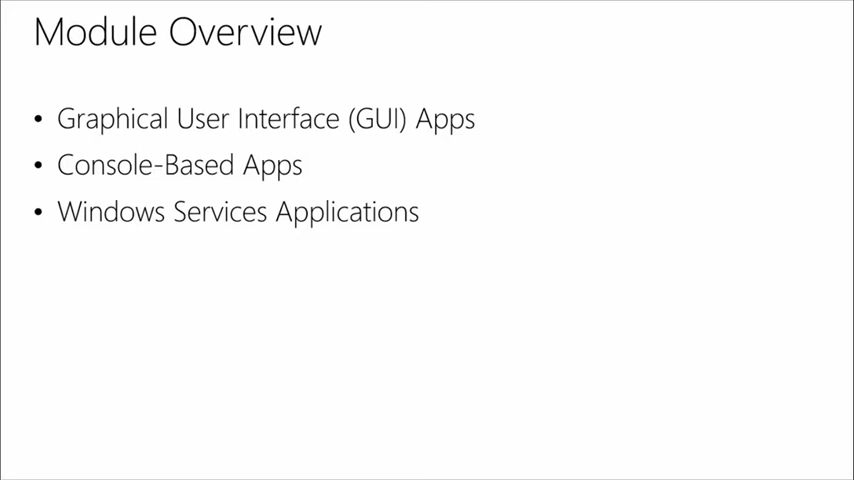 Module Overview
• Graphical User Interface (GUI) Apps
• Console-Based Apps
• Windows Services Applications